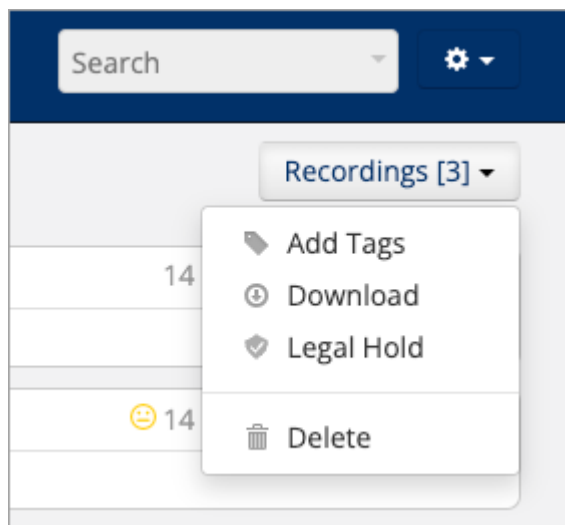 Search
Recordings [3]
Add Tags
14
Download
Legal Hold
14
Delete